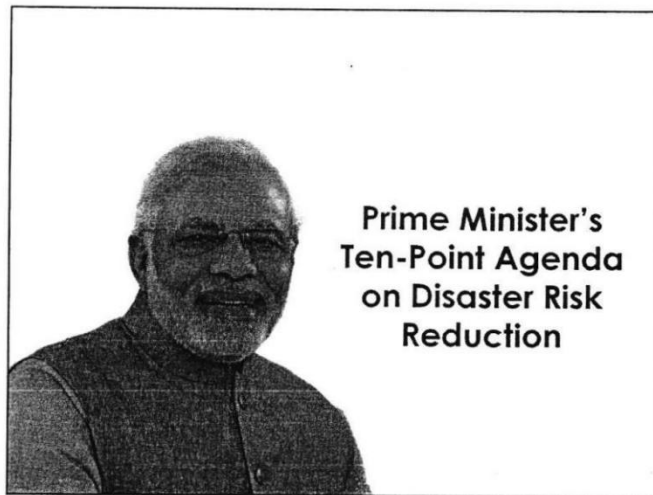 Prime Minister's
Ten-Point Agenda
on Disaster Risk
Reduction